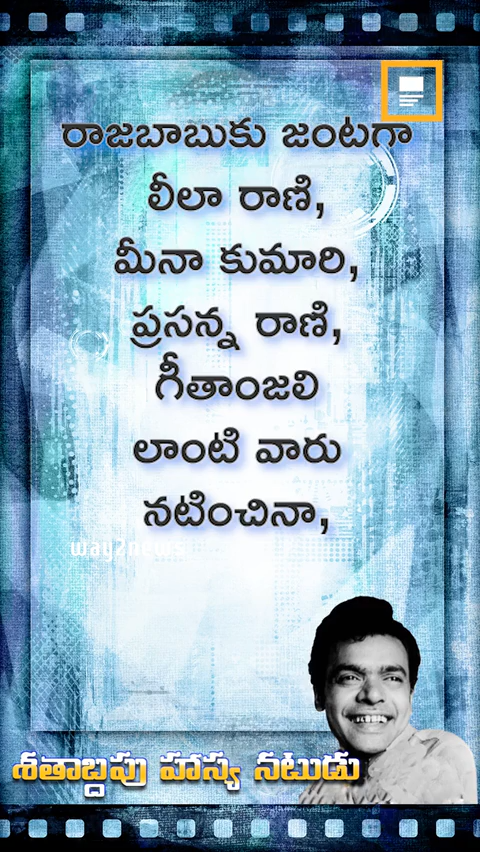 రాజబాబుకు జంటగా
లీలా రాణి,
మీనా కుమారి,
ప్రసన్న రాణి,
గీతాంజలి
లాంటి వారు
నటించినా,
way2news
శతాబ్దపు హాస్య నటుడు